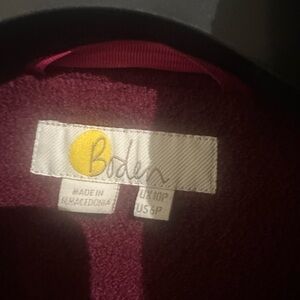 Boden
MADE IN
N.MACEDONIA
UK 10P
US 6P